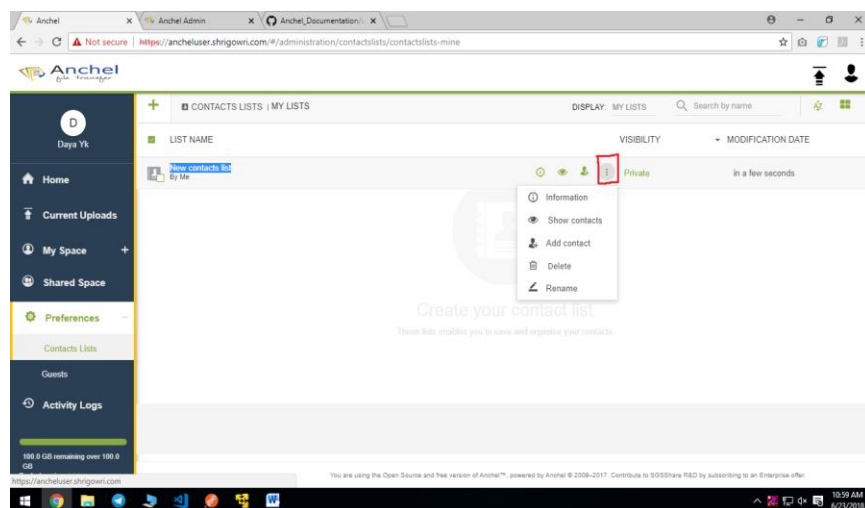 Anchel
Anchel Admin
Anchel_Documentation/
Not secure
https://ancheluser.shrigowri.com/#/administration/contactslists/contactslists-mine
Anchel
file transfer
D
Daya Yk
CONTACTS LISTS | MY LISTS
DISPLAY: MY LISTS
Search by name
LIST NAME
VISIBILITY
MODIFICATION DATE
New contacts list
By Me
Private
in a few seconds
Information
Show contacts
Add contact
Delete
Rename
Create your contact list
These lists enables you to save and organize your contacts
Home
Current Uploads
My Space
Shared Space
Preferences
Contacts Lists
Guests
Activity Logs
100.0 GB remaining over 100.0
GB
https://ancheluser.shrigowri.com
You are using the Open Source and free version of Anchel™, powered by Anchel © 2009–2017. Contribute to SGSShare R&D by subscribing to an Enterprise offer.
10:59 AM
6/23/2018